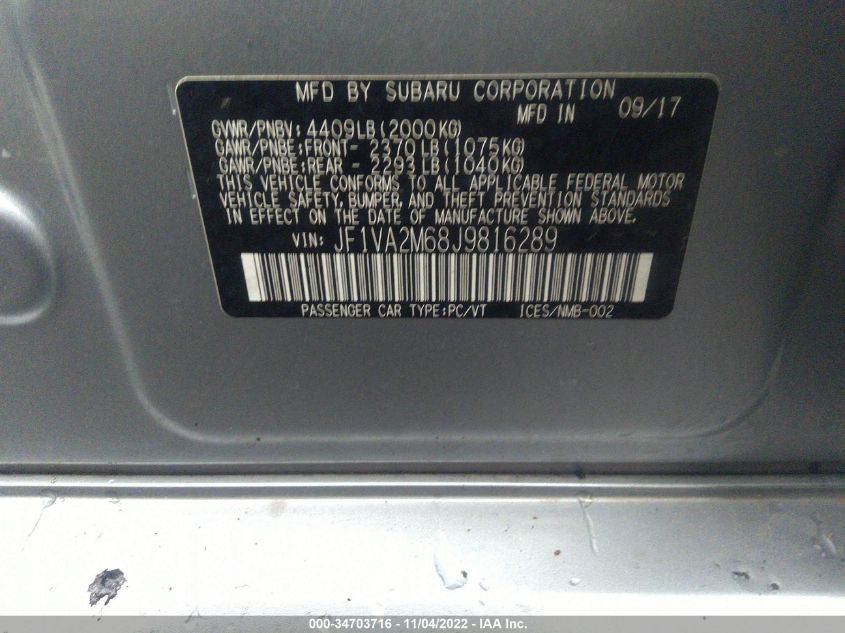 MFD BY SUBARU CORPORATION
MFD IN 09/17
GVWR/PNBV: 4409LB(2000KG)
GAWR/PNBE:FRONT- 2370LB(1075KG)
GAWR/PNBE:REAR - 2293LB(1040KG)
THIS VEHICLE CONFORMS TO ALL APPLICABLE FEDERAL MOTOR
VEHICLE SAFETY, BUMPER, AND THEFT PREVENTION STANDARDS
IN EFFECT ON THE DATE OF MANUFACTURE SHOWN ABOVE.
VIN: JF1VA2M68J9816289
PASSENGER CAR TYPE:PC/VT ICES/NMB-002
000-34703716 - 11/04/2022 - IAA Inc.